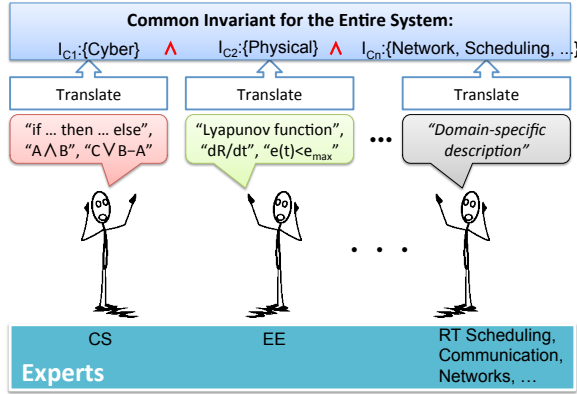 Common Invariant for the Entire System:
I_C1:{Cyber} ∧ I_C2:{Physical} ∧ I_Cn:{Network, Scheduling, ...}
Translate Translate Translate
“if ... then ... else”,
“A⋀B”, “C⋁B−A”
“Lyapunov function”,
“dR/dt”, “e(t)<e_max”
...
“Domain-specific
description”
. . .
CS
EE
RT Scheduling,
Communication,
Networks, ...
Experts